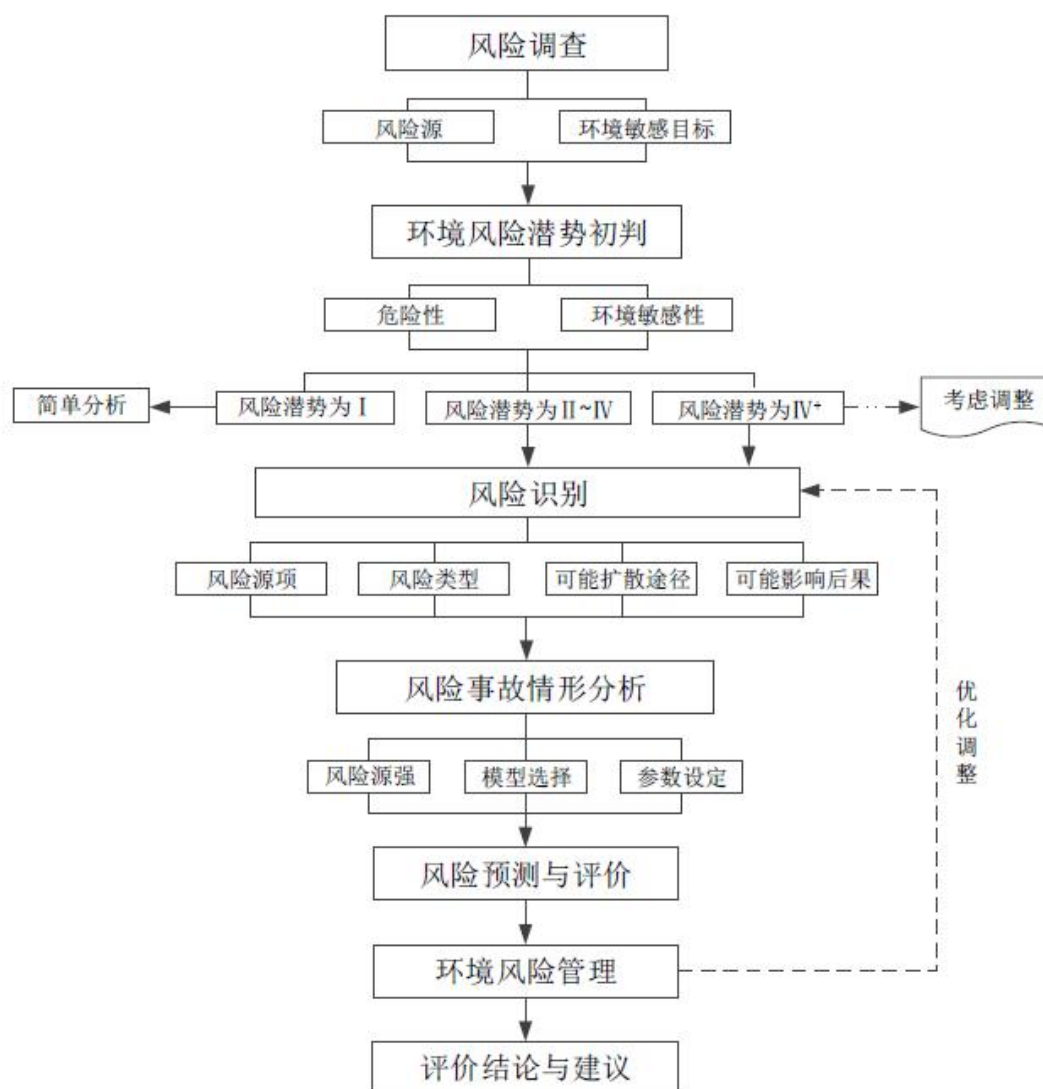 风险调查
风险源
环境敏感目标
环境风险潜势初判
危险性
环境敏感性
简单分析
风险潜势为Ⅰ
风险潜势为Ⅱ~Ⅳ
风险潜势为Ⅳ⁺
考虑调整
风险识别
风险源项
风险类型
可能扩散途径
可能影响后果
风险事故情形分析
优化调整
风险源强
模型选择
参数设定
风险预测与评价
环境风险管理
评价结论与建议